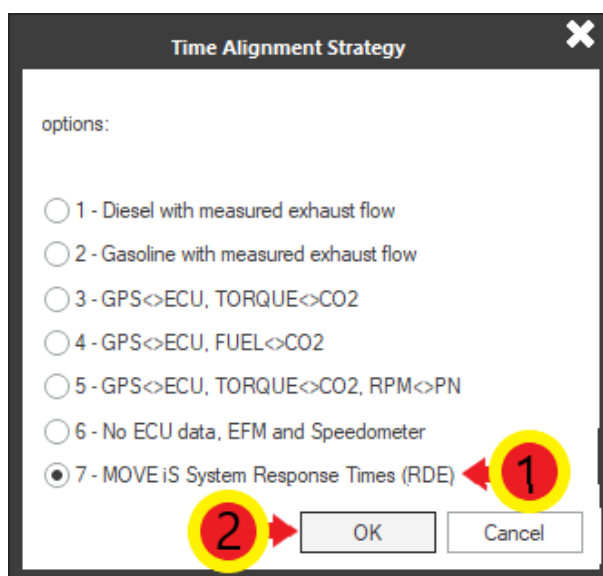 Time Alignment Strategy
options:
1 - Diesel with measured exhaust flow
2 - Gasoline with measured exhaust flow
3 - GPS<>ECU, TORQUE<>CO2
4 - GPS<>ECU, FUEL<>CO2
5 - GPS<>ECU, TORQUE<>CO2, RPM<>PN
6 - No ECU data, EFM and Speedometer
7 - MOVE iS System Response Times (RDE) 1
2 OK Cancel